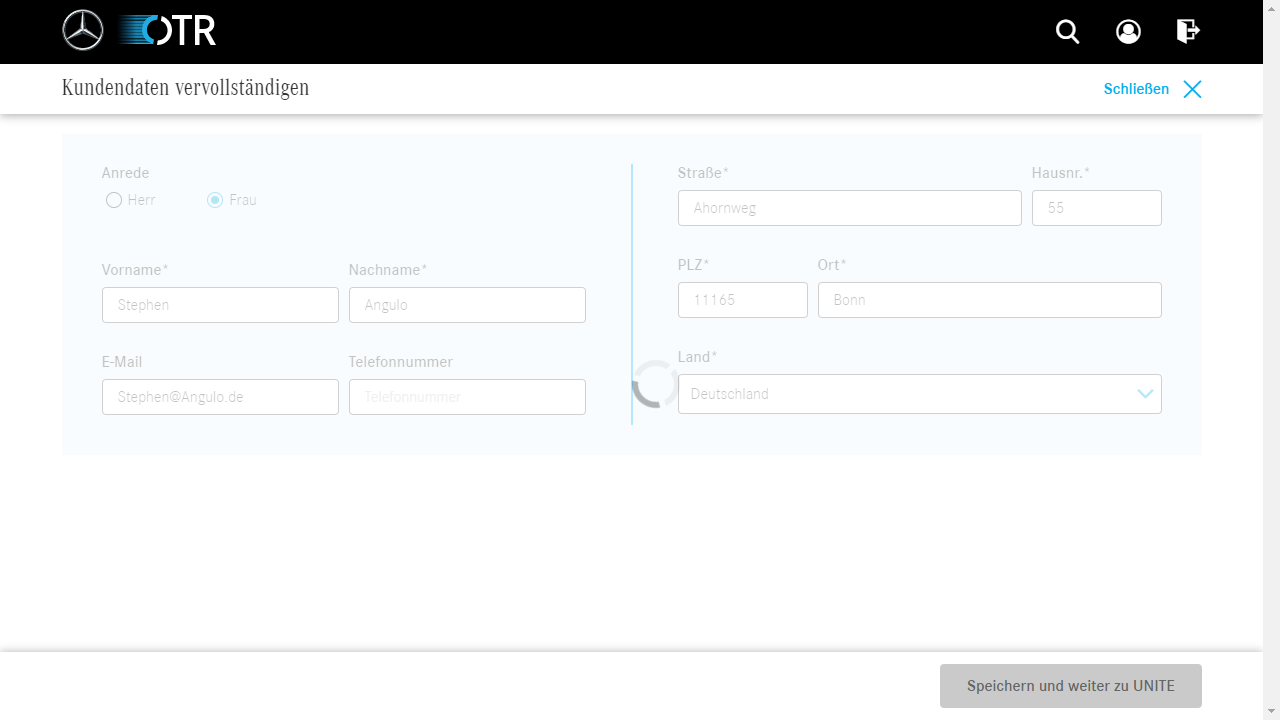 OTR
Kundendaten vervollständigen
Schließen
Anrede
Herr
Frau
Vorname*
Nachname*
Stephen
Angulo
E-Mail
Telefonnummer
Stephen@Angulo.de
Telefonnummer
Straße*
Hausnr.*
Ahornweg
55
PLZ*
Ort*
11165
Bonn
Land*
Deutschland
Speichern und weiter zu UNITE